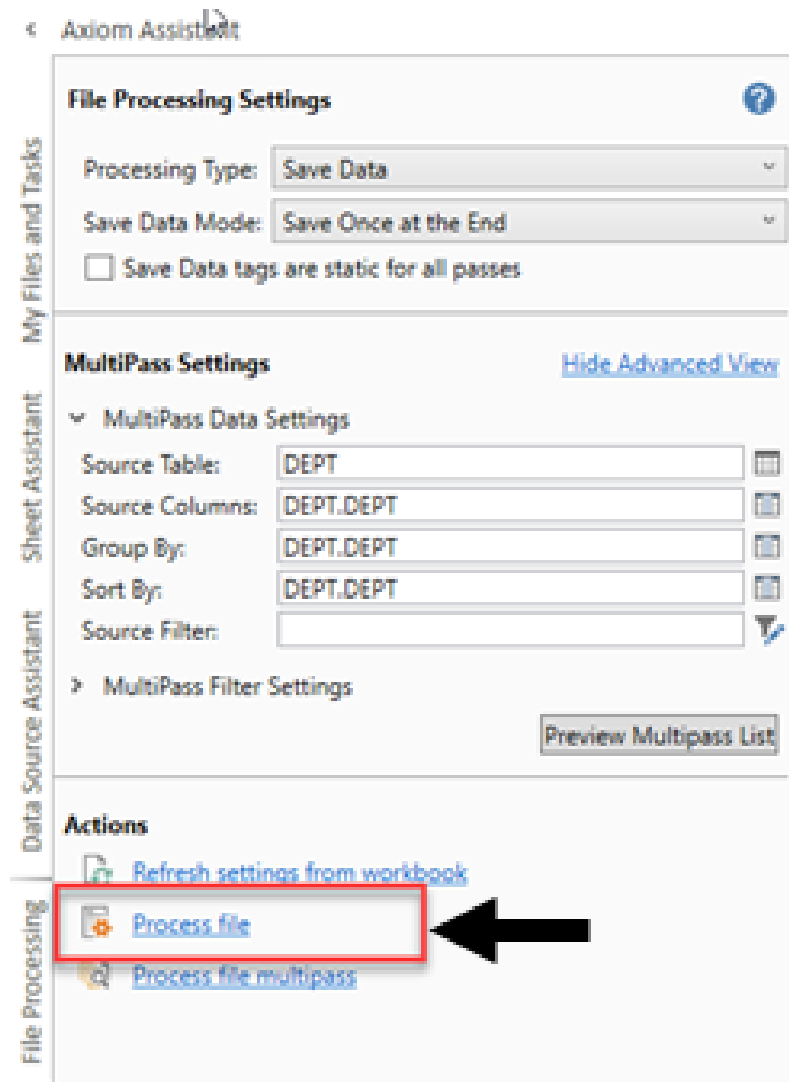 Axiom Assistant
File Processing Settings
Processing Type: Save Data
Save Data Mode: Save Once at the End
Save Data tags are static for all passes
MultiPass Settings Hide Advanced View
MultiPass Data Settings
Source Table: DEPT
Source Columns: DEPT.DEPT
Group By: DEPT.DEPT
Sort By: DEPT.DEPT
Source Filter:
MultiPass Filter Settings
Preview Multipass List
Actions
Refresh settings from workbook
Process file
Process file multipass
My Files and Tasks
Sheet Assistant
Data Source Assistant
File Processing